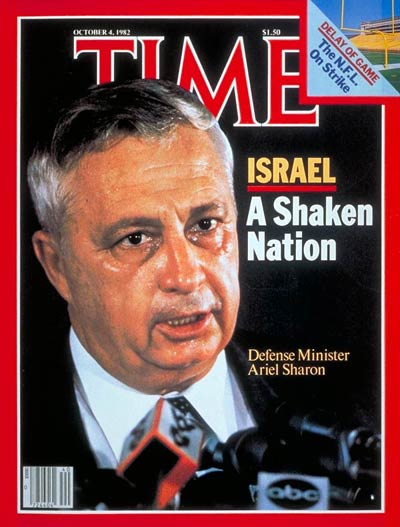 OCTOBER 4, 1982
$1.50
TIME
DELAY OF GAME
The N.F.L.
On Strike
ISRAEL
A Shaken
Nation
Defense Minister
Ariel Sharon
abc